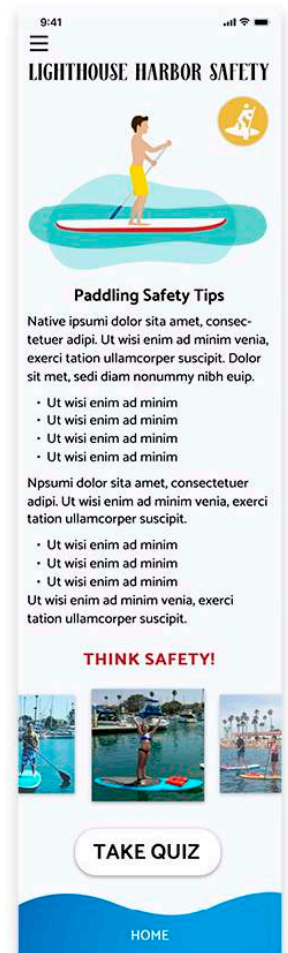 9:41
LIGHTHOUSE HARBOR SAFETY
Paddling Safety Tips
Native ipsumi dolor sita amet, consec-
tetuer adipi. Ut wisi enim ad minim venia,
exerci tation ullamcorper suscipit. Dolor
sit met, sedi diam nonummy nibh euip.
• Ut wisi enim ad minim
• Ut wisi enim ad minim
• Ut wisi enim ad minim
• Ut wisi enim ad minim
Npsumi dolor sita amet, consectetuer
adipi. Ut wisi enim ad minim venia, exerci
tation ullamcorper suscipit.
• Ut wisi enim ad minim
• Ut wisi enim ad minim
• Ut wisi enim ad minim
Ut wisi enim ad minim venia, exerci
tation ullamcorper suscipit.
THINK SAFETY!
TAKE QUIZ
HOME